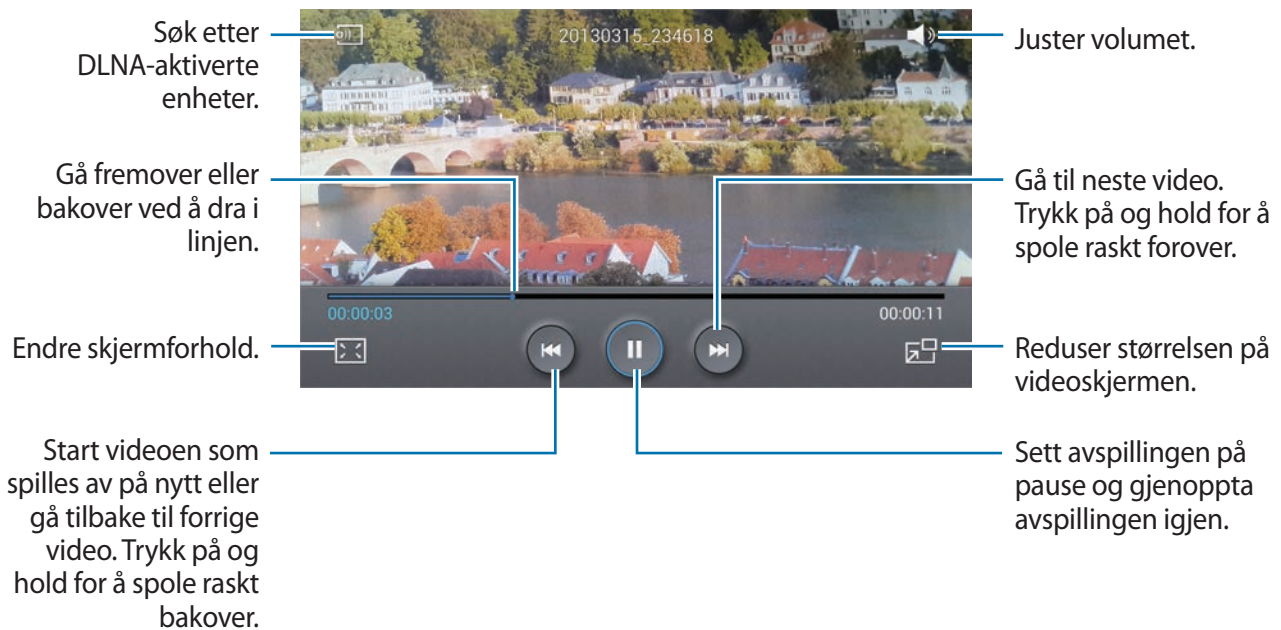 Søk etter
DLNA-aktiverte
enheter.
20130315_234618
Juster volumet.
Gå fremover eller
bakover ved å dra i
linjen.
Gå til neste video.
Trykk på og hold for å
spole raskt forover.
00:00:03
00:00:11
Endre skjermforhold.
Reduser størrelsen på
videoskjermen.
Start videoen som
spilles av på nytt eller
gå tilbake til forrige
video. Trykk på og
hold for å spole raskt
bakover.
Sett avspillingen på
pause og gjenoppta
avspillingen igjen.